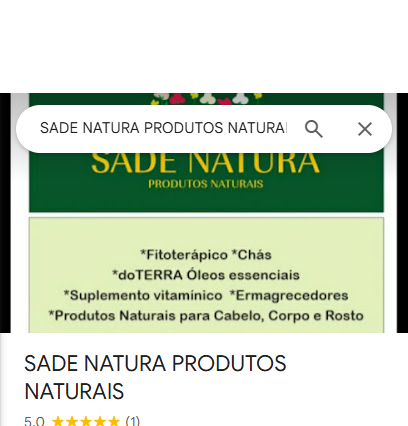 SADE NATURA PRODUTOS NATURAI
SADE NATURA
PRODUTOS NATURAIS
*Fitoterápico *Chás
*doTERRA Óleos essenciais
*Suplemento vitamínico *Ermagrecedores
*Produtos Naturais para Cabelo, Corpo e Rosto
SADE NATURA PRODUTOS
NATURAIS
5,0 ★★★★★ (1)